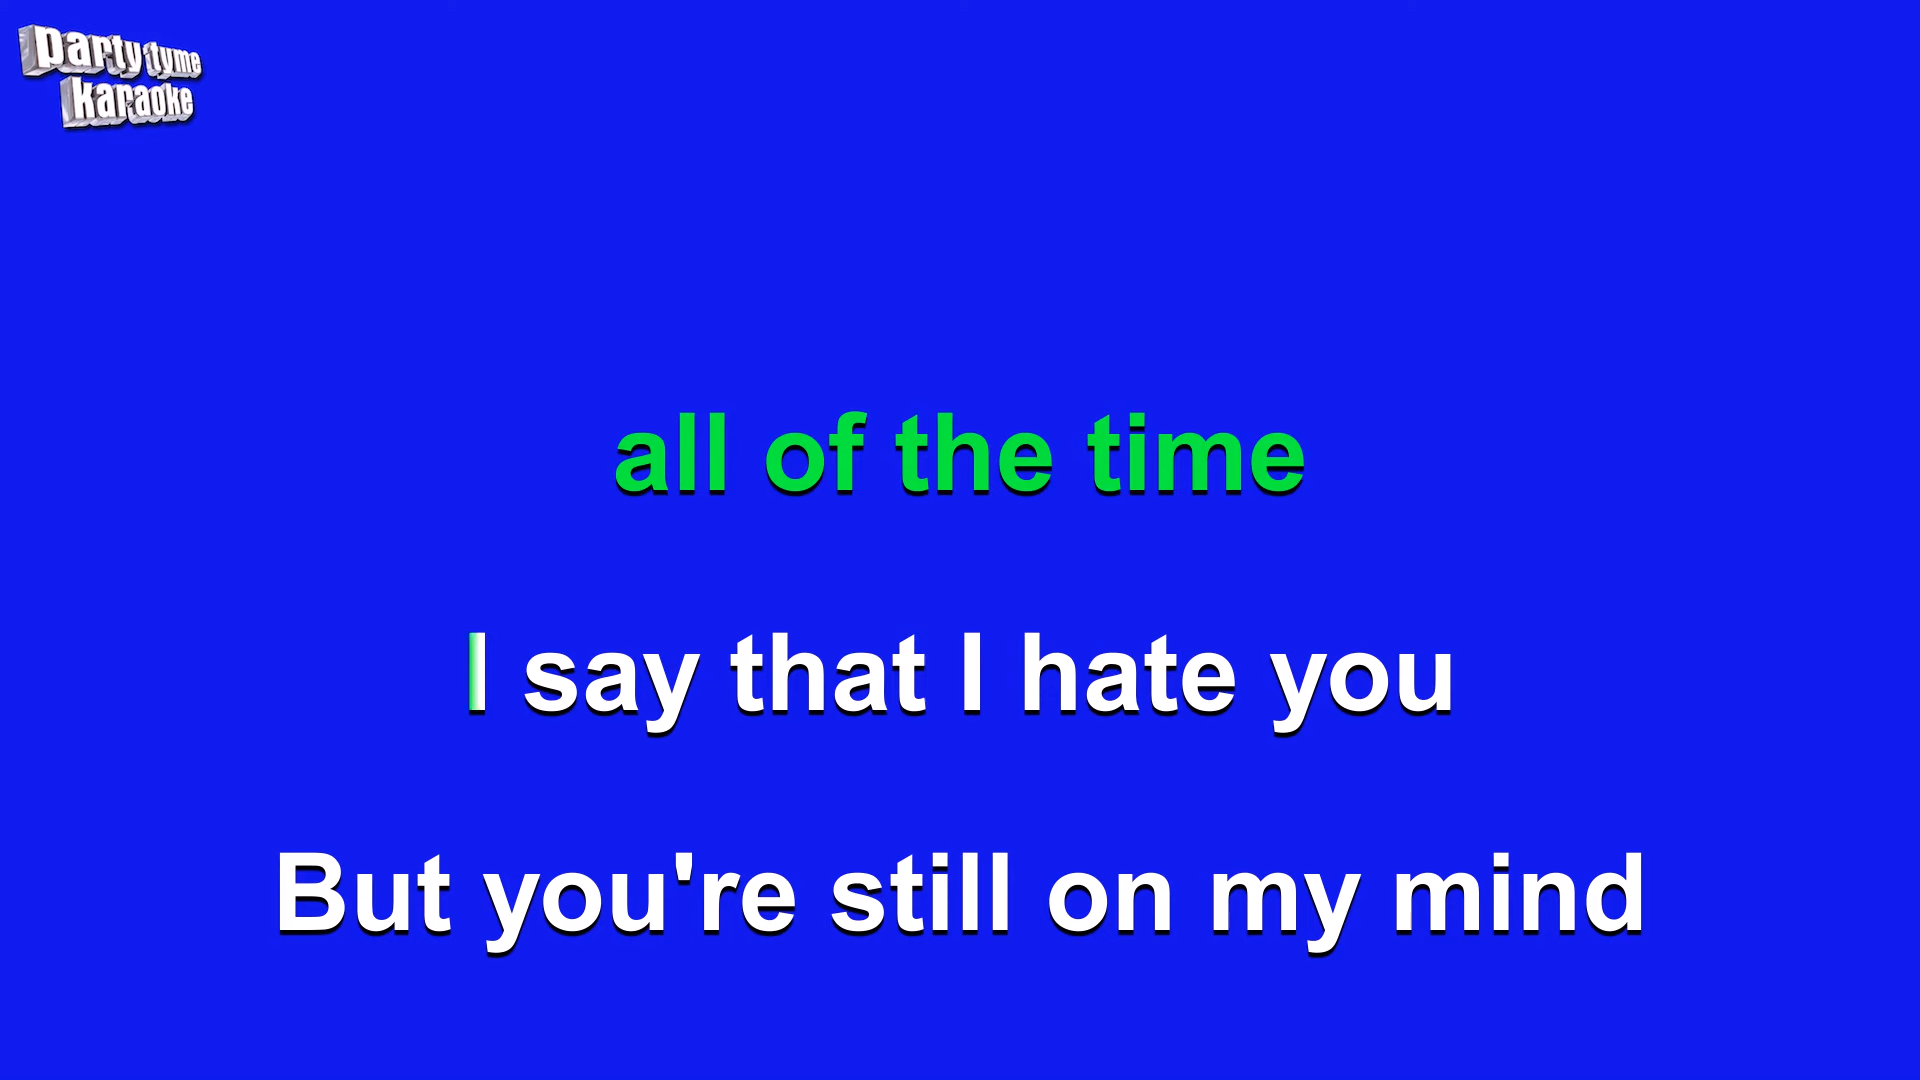 party tyme
karaoke
all of the time
I say that I hate you
But you're still on my mind